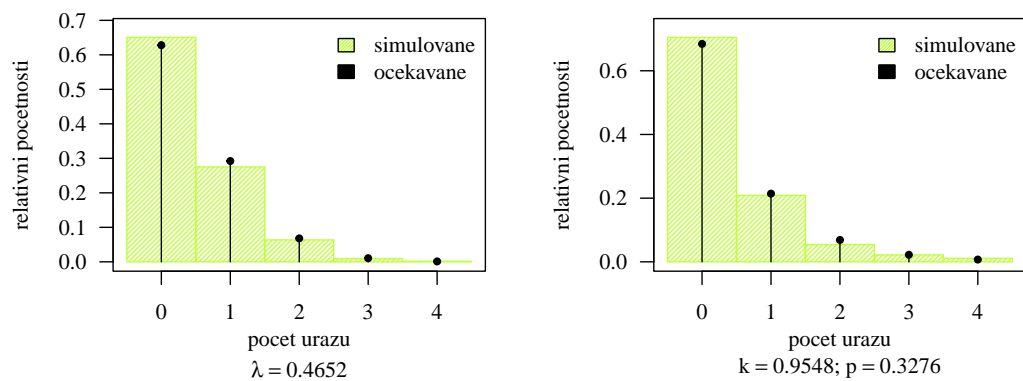 relativni pocetnosti
0.7
0.6
0.5
0.4
0.3
0.2
0.1
0.0
simulovane
ocekavane
0 1 2 3 4
pocet urazu
λ = 0.4652
relativni pocetnosti
0.6
0.4
0.2
0.0
simulovane
ocekavane
0 1 2 3 4
pocet urazu
k = 0.9548; p = 0.3276